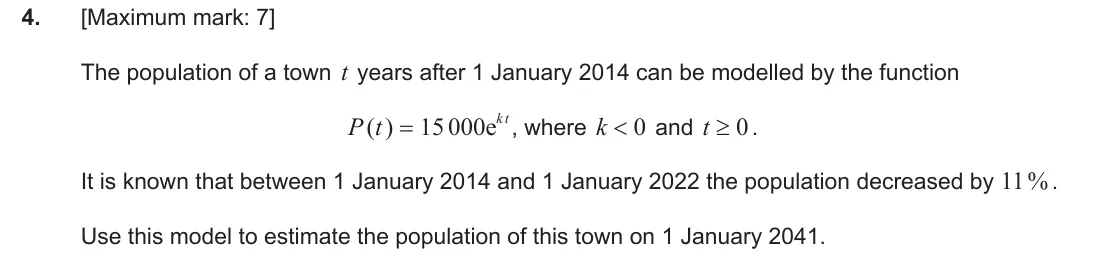 4. [Maximum mark: 7]
The population of a town t years after 1 January 2014 can be modelled by the function
P(t) = 15 000e^{kt}, where k < 0 and t ≥ 0.
It is known that between 1 January 2014 and 1 January 2022 the population decreased by 11%.
Use this model to estimate the population of this town on 1 January 2041.